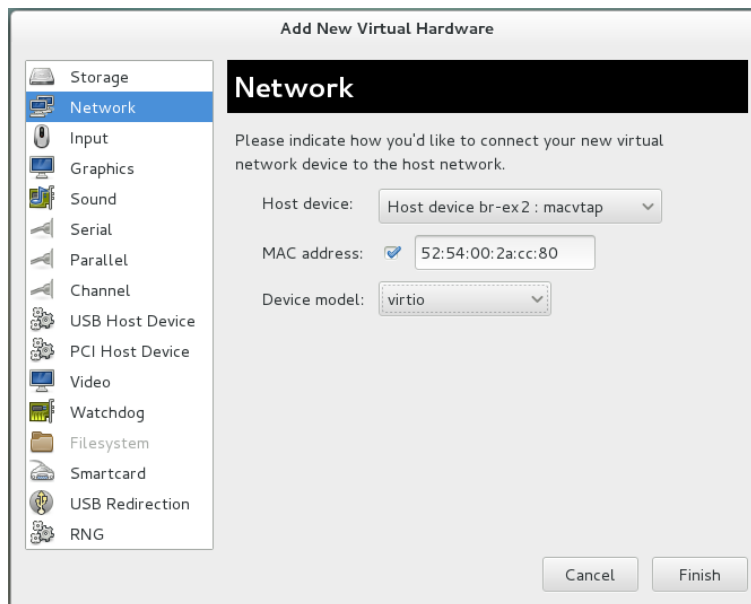 Add New Virtual Hardware
Storage
Network
Input
Graphics
Sound
Serial
Parallel
Channel
USB Host Device
PCI Host Device
Video
Watchdog
Filesystem
Smartcard
USB Redirection
RNG
Network
Please indicate how you'd like to connect your new virtual
network device to the host network.
Host device: Host device br-ex2 : macvtap
MAC address: 52:54:00:2a:cc:80
Device model: virtio
Cancel Finish